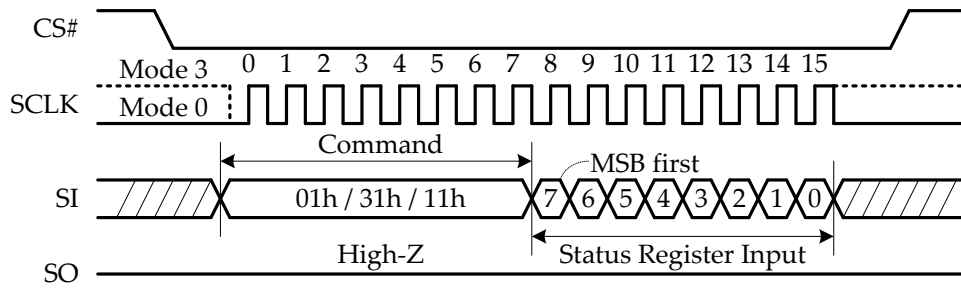 CS#
Mode 3 0 1 2 3 4 5 6 7 8 9 10 11 12 13 14 15
SCLK Mode 0
Command MSB first
SI 01h / 31h / 11h 7 6 5 4 3 2 1 0
High-Z Status Register Input
SO